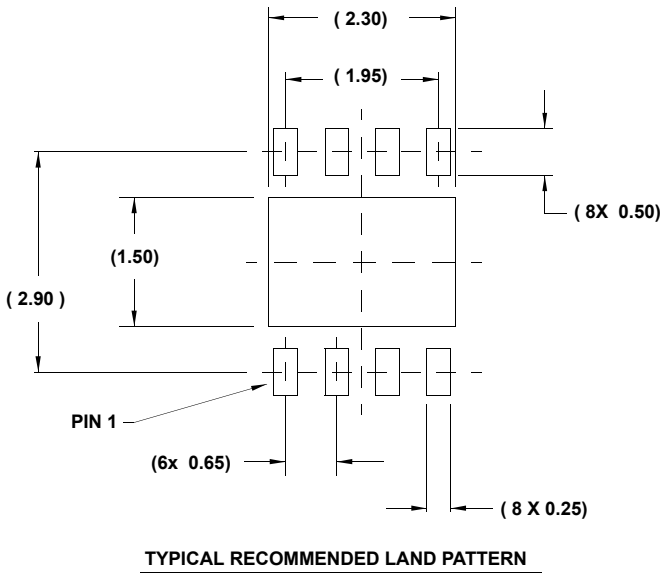 ( 2.30)
( 1.95)
( 8X 0.50)
(1.50)
( 2.90 )
PIN 1
(6x 0.65)
( 8 X 0.25)
TYPICAL RECOMMENDED LAND PATTERN